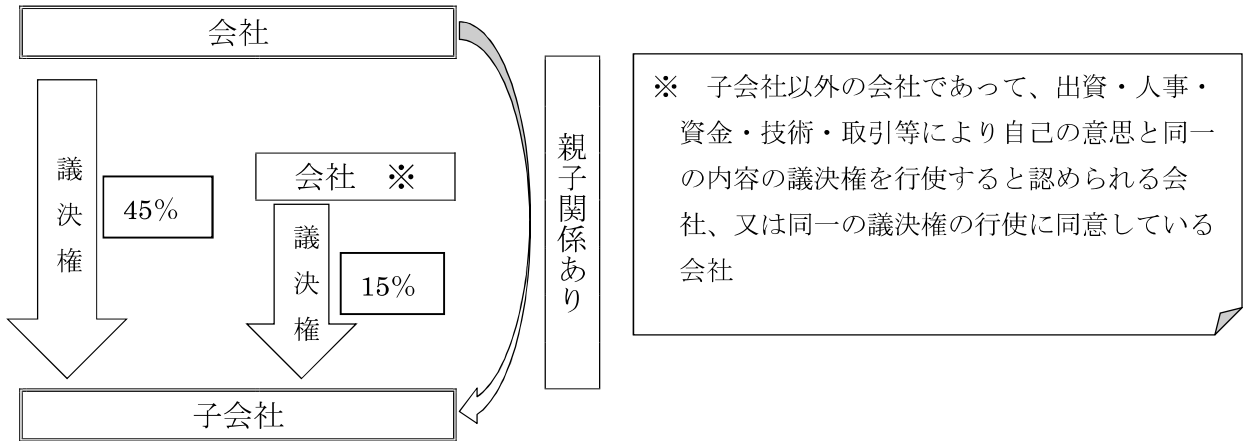 会社
議決権
45%
会社 ※
議決権
15%
子会社
親子関係あり
※ 子会社以外の会社であって、出資・人事・
資金・技術・取引等により自己の意思と同一
の内容の議決権を行使すると認められる会
社、又は同一の議決権の行使に同意している
会社